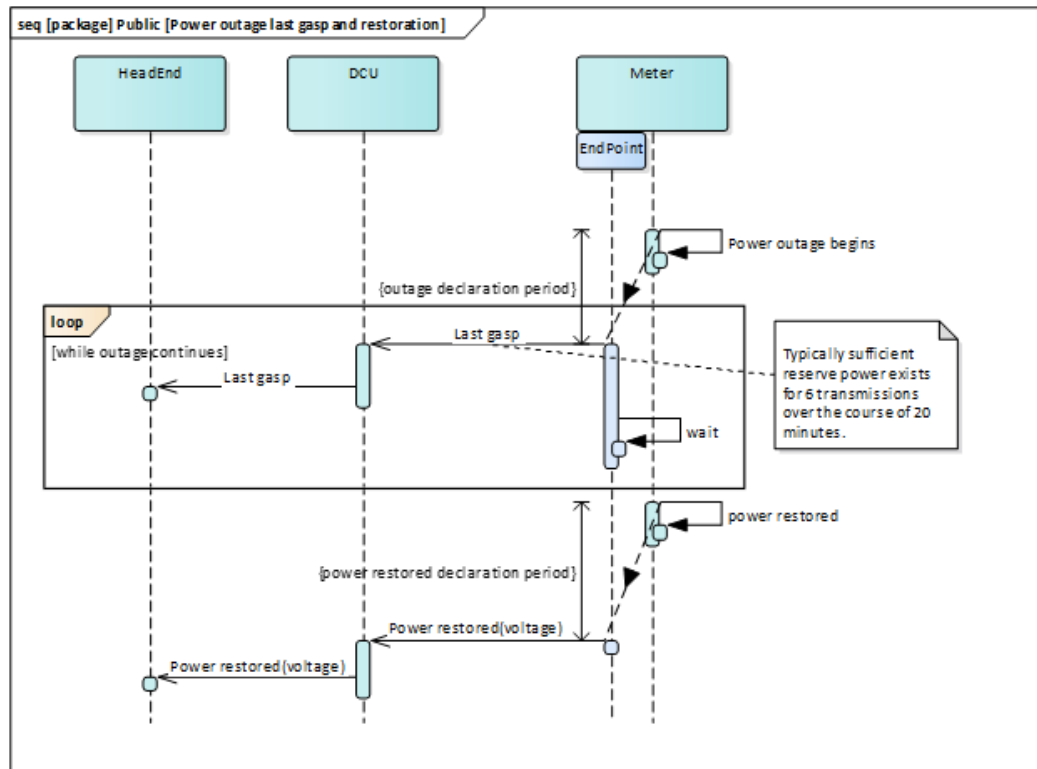 seq [package] Public [Power outage last gasp and restoration]
HeadEnd
DCU
Meter
EndPoint
Power outage begins
{outage declaration period}
loop
[while outage continues]
Last gasp
Last gasp
Typically sufficient
reserve power exists
for 6 transmissions
over the course of 20
minutes.
wait
power restored
{power restored declaration period}
Power restored(voltage)
Power restored(voltage)